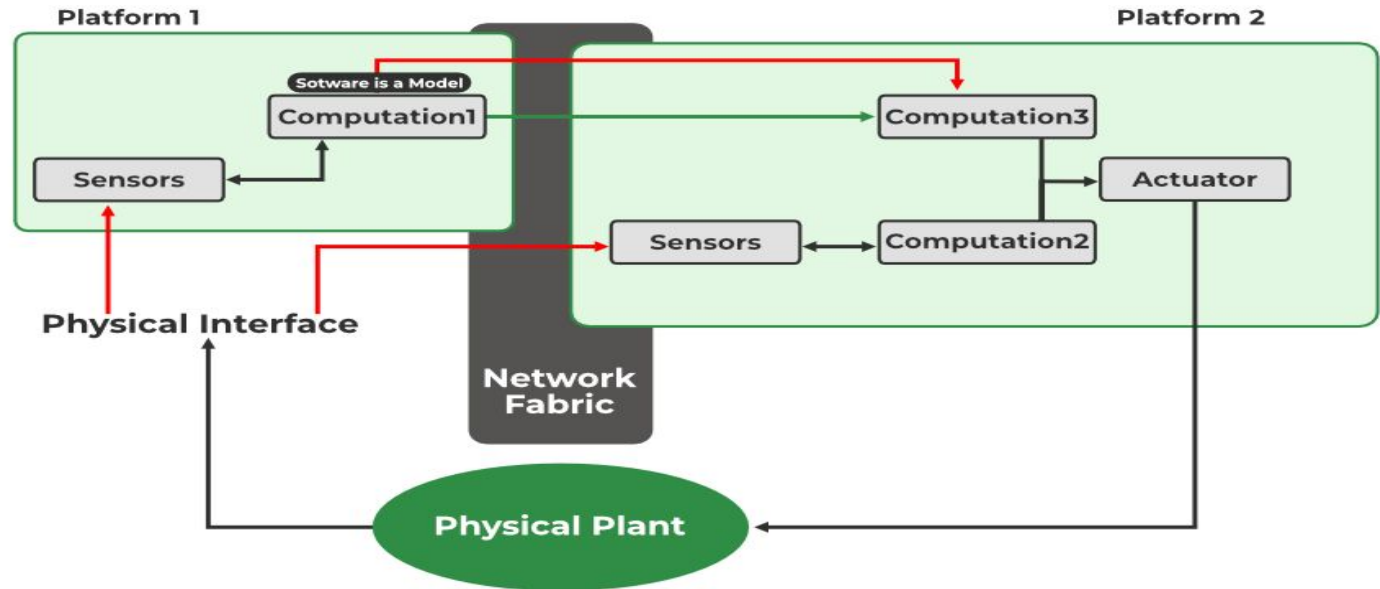 Platform 1
Platform 2
Sotware is a Model
Computation1
Computation3
Sensors
Actuator
Sensors
Computation2
Physical Interface
Network
Fabric
Physical Plant